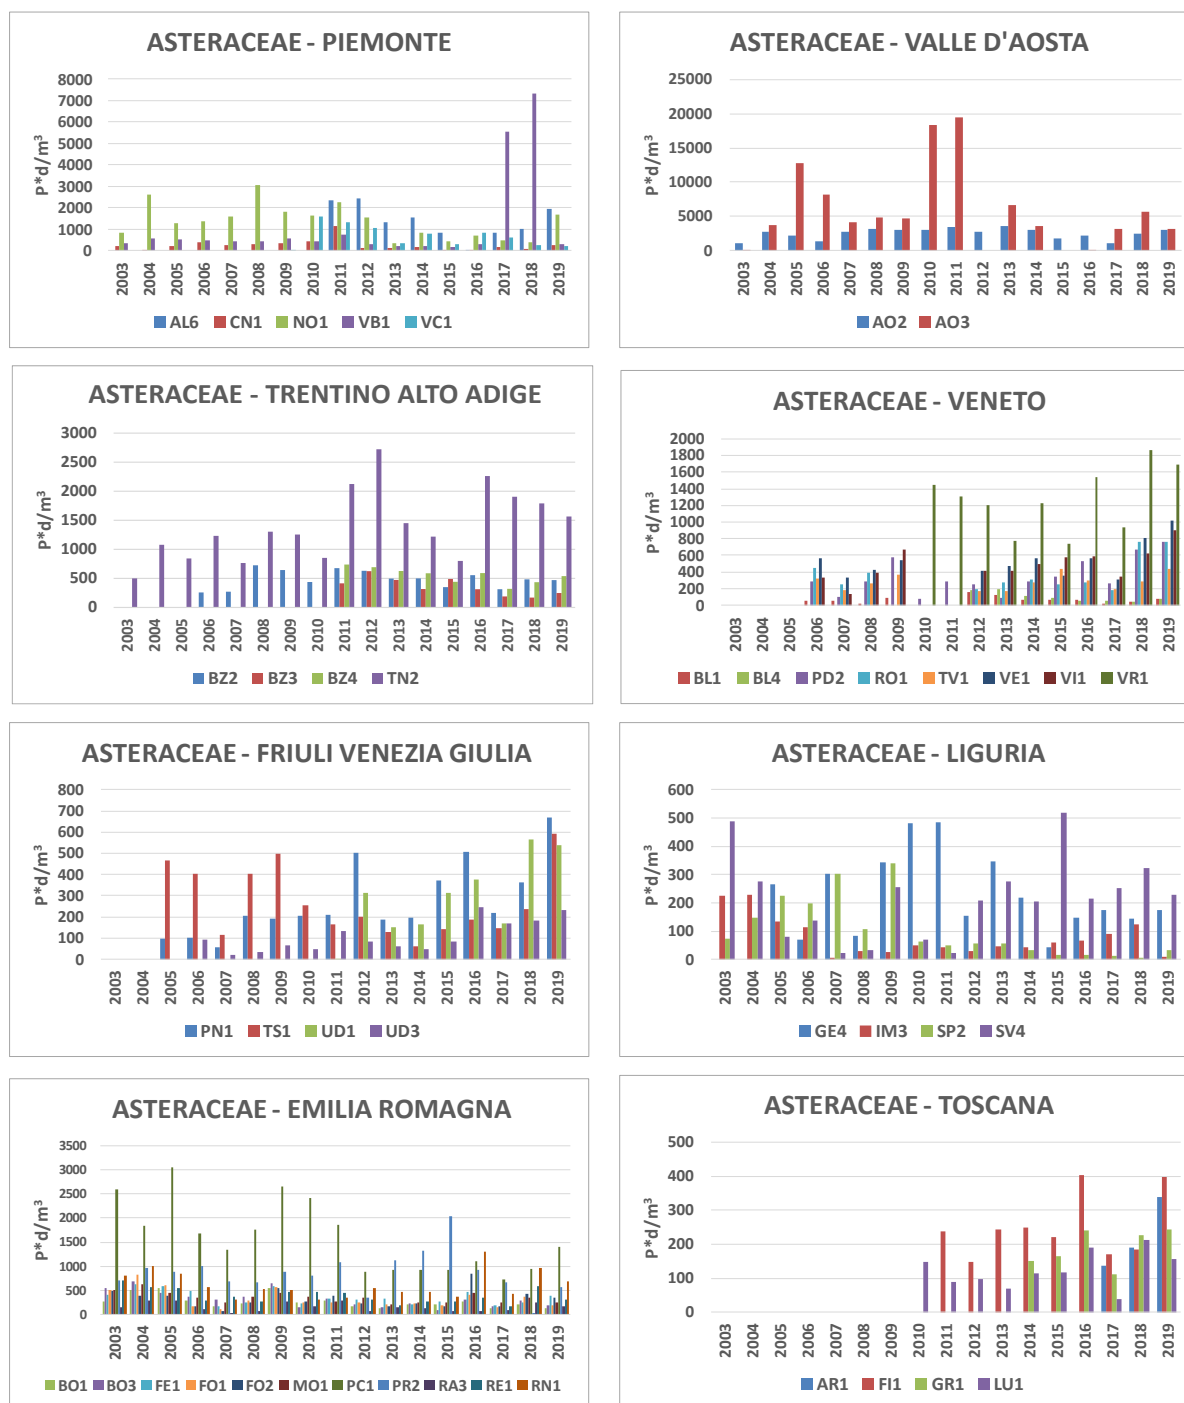 ASTERACEAE - PIEMONTE
P*d/m³
8000
7000
6000
5000
4000
3000
2000
1000
0
2003 2004 2005 2006 2007 2008 2009 2010 2011 2012 2013 2014 2015 2016 2017 2018 2019
AL6 CN1 NO1 VB1 VC1
ASTERACEAE - VALLE D'AOSTA
P*d/m³
25000
20000
15000
10000
5000
0
2003 2004 2005 2006 2007 2008 2009 2010 2011 2012 2013 2014 2015 2016 2017 2018 2019
AO2 AO3
ASTERACEAE - TRENTINO ALTO ADIGE
P*d/m³
3000
2500
2000
1500
1000
500
0
2003 2004 2005 2006 2007 2008 2009 2010 2011 2012 2013 2014 2015 2016 2017 2018 2019
BZ2 BZ3 BZ4 TN2
ASTERACEAE - VENETO
P*d/m³
2000
1800
1600
1400
1200
1000
800
600
400
200
0
2003 2004 2005 2006 2007 2008 2009 2010 2011 2012 2013 2014 2015 2016 2017 2018 2019
BL1 BL4 PD2 RO1 TV1 VE1 VI1 VR1
ASTERACEAE - FRIULI VENEZIA GIULIA
P*d/m³
800
700
600
500
400
300
200
100
0
2003 2004 2005 2006 2007 2008 2009 2010 2011 2012 2013 2014 2015 2016 2017 2018 2019
PN1 TS1 UD1 UD3
ASTERACEAE - LIGURIA
P*d/m³
600
500
400
300
200
100
0
2003 2004 2005 2006 2007 2008 2009 2010 2011 2012 2013 2014 2015 2016 2017 2018 2019
GE4 IM3 SP2 SV4
ASTERACEAE - EMILIA ROMAGNA
P*d/m³
3500
3000
2500
2000
1500
1000
500
0
2003 2004 2005 2006 2007 2008 2009 2010 2011 2012 2013 2014 2015 2016 2017 2018 2019
BO1 BO3 FE1 FO1 FO2 MO1 PC1 PR2 RA3 RE1 RN1
ASTERACEAE - TOSCANA
P*d/m³
500
400
300
200
100
0
2003 2004 2005 2006 2007 2008 2009 2010 2011 2012 2013 2014 2015 2016 2017 2018 2019
AR1 FI1 GR1 LU1